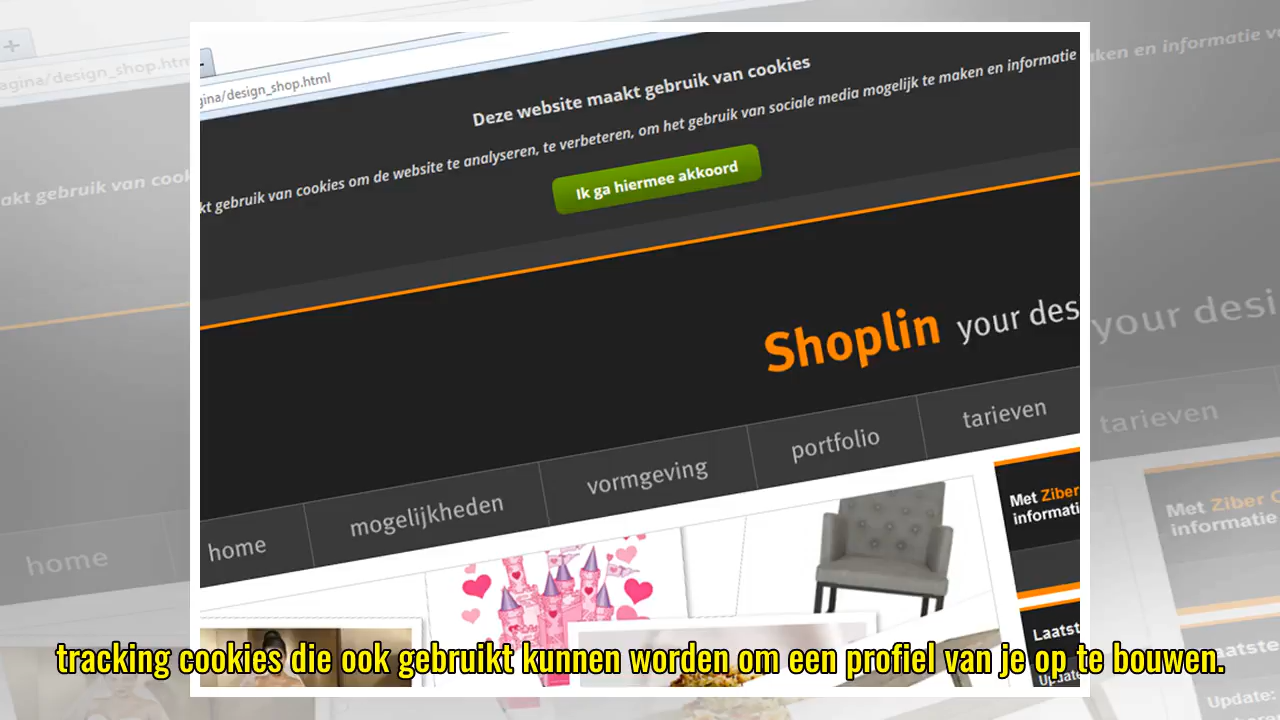 gina/design_shop.html
Deze website maakt gebruik van cookies
kt gebruik van cookies om de website te analyseren, te verbeteren, om het gebruik van sociale media mogelijk te maken en informatie
Ik ga hiermee akkoord
Shoplin your des
home mogelijkheden vormgeving portfolio tarieven
Met Ziber
informati
Laatst
Update:
tracking cookies die ook gebruikt kunnen worden om een profiel van je op te bouwen.